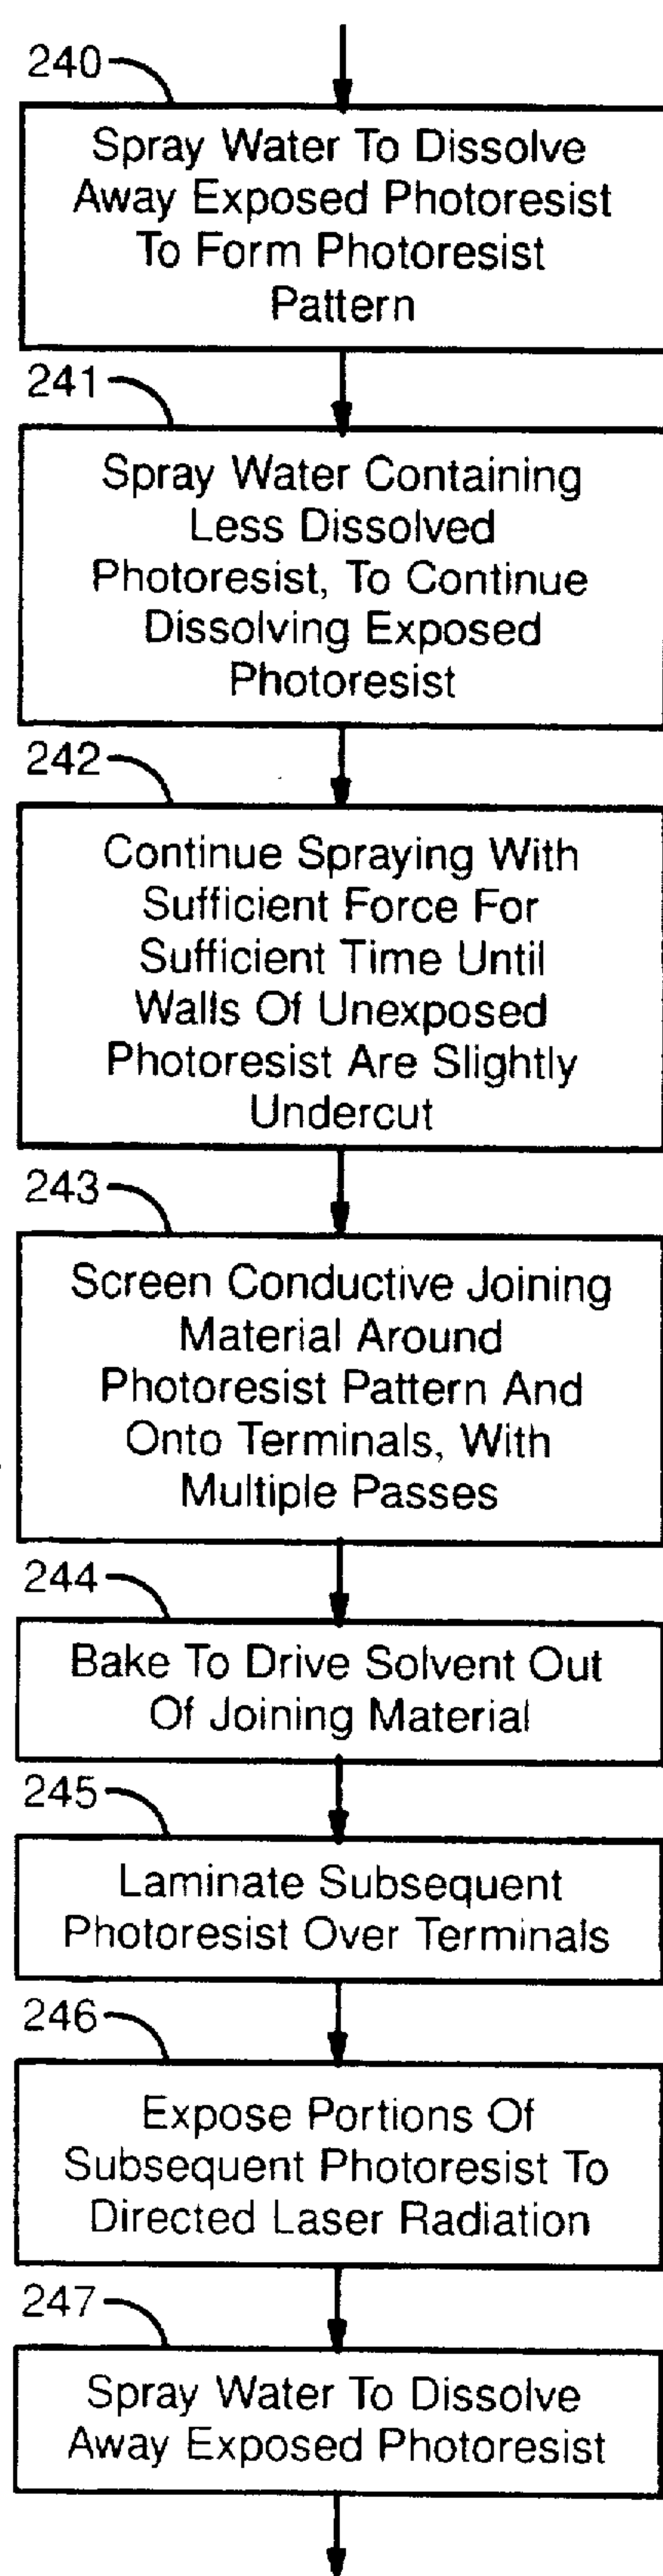 240
Spray Water To Dissolve
Away Exposed Photoresist
To Form Photoresist
Pattern
241
Spray Water Containing
Less Dissolved
Photoresist, To Continue
Dissolving Exposed
Photoresist
242
Continue Spraying With
Sufficient Force For
Sufficient Time Until
Walls Of Unexposed
Photoresist Are Slightly
Undercut
243
Screen Conductive Joining
Material Around
Photoresist Pattern And
Onto Terminals, With
Multiple Passes
244
Bake To Drive Solvent Out
Of Joining Material
245
Laminate Subsequent
Photoresist Over Terminals
246
Expose Portions Of
Subsequent Photoresist To
Directed Laser Radiation
247
Spray Water To Dissolve
Away Exposed Photoresist